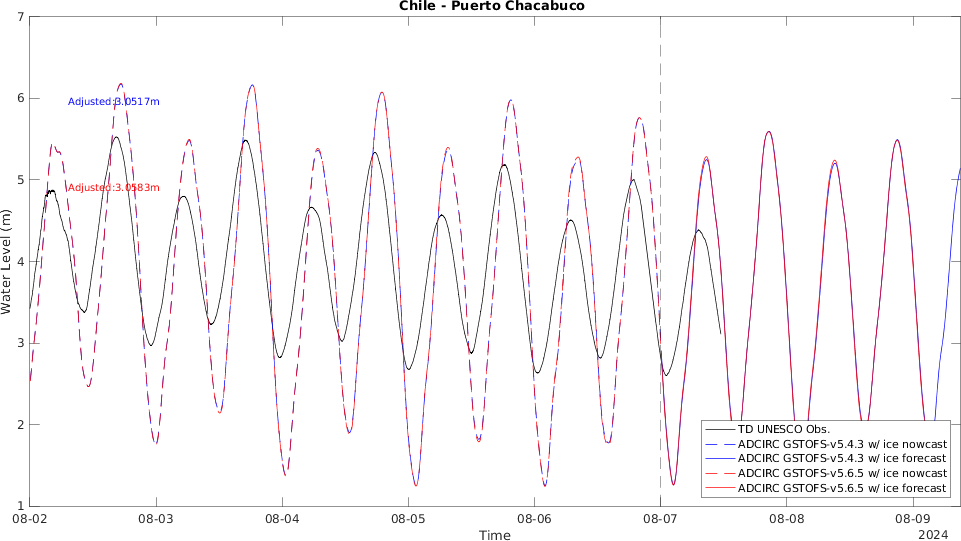 Chile - Puerto Chacabuco
7
6
5
4
3
2
1
Water Level (m)
Adjusted:3.0517m
Adjusted:3.0583m
TD UNESCO Obs.
ADCIRC GSTOFS-v5.4.3 w/ ice nowcast
ADCIRC GSTOFS-v5.4.3 w/ ice forecast
ADCIRC GSTOFS-v5.6.5 w/ ice nowcast
ADCIRC GSTOFS-v5.6.5 w/ ice forecast
08-02 08-03 08-04 08-05 08-06 08-07 08-08 08-09
Time
2024